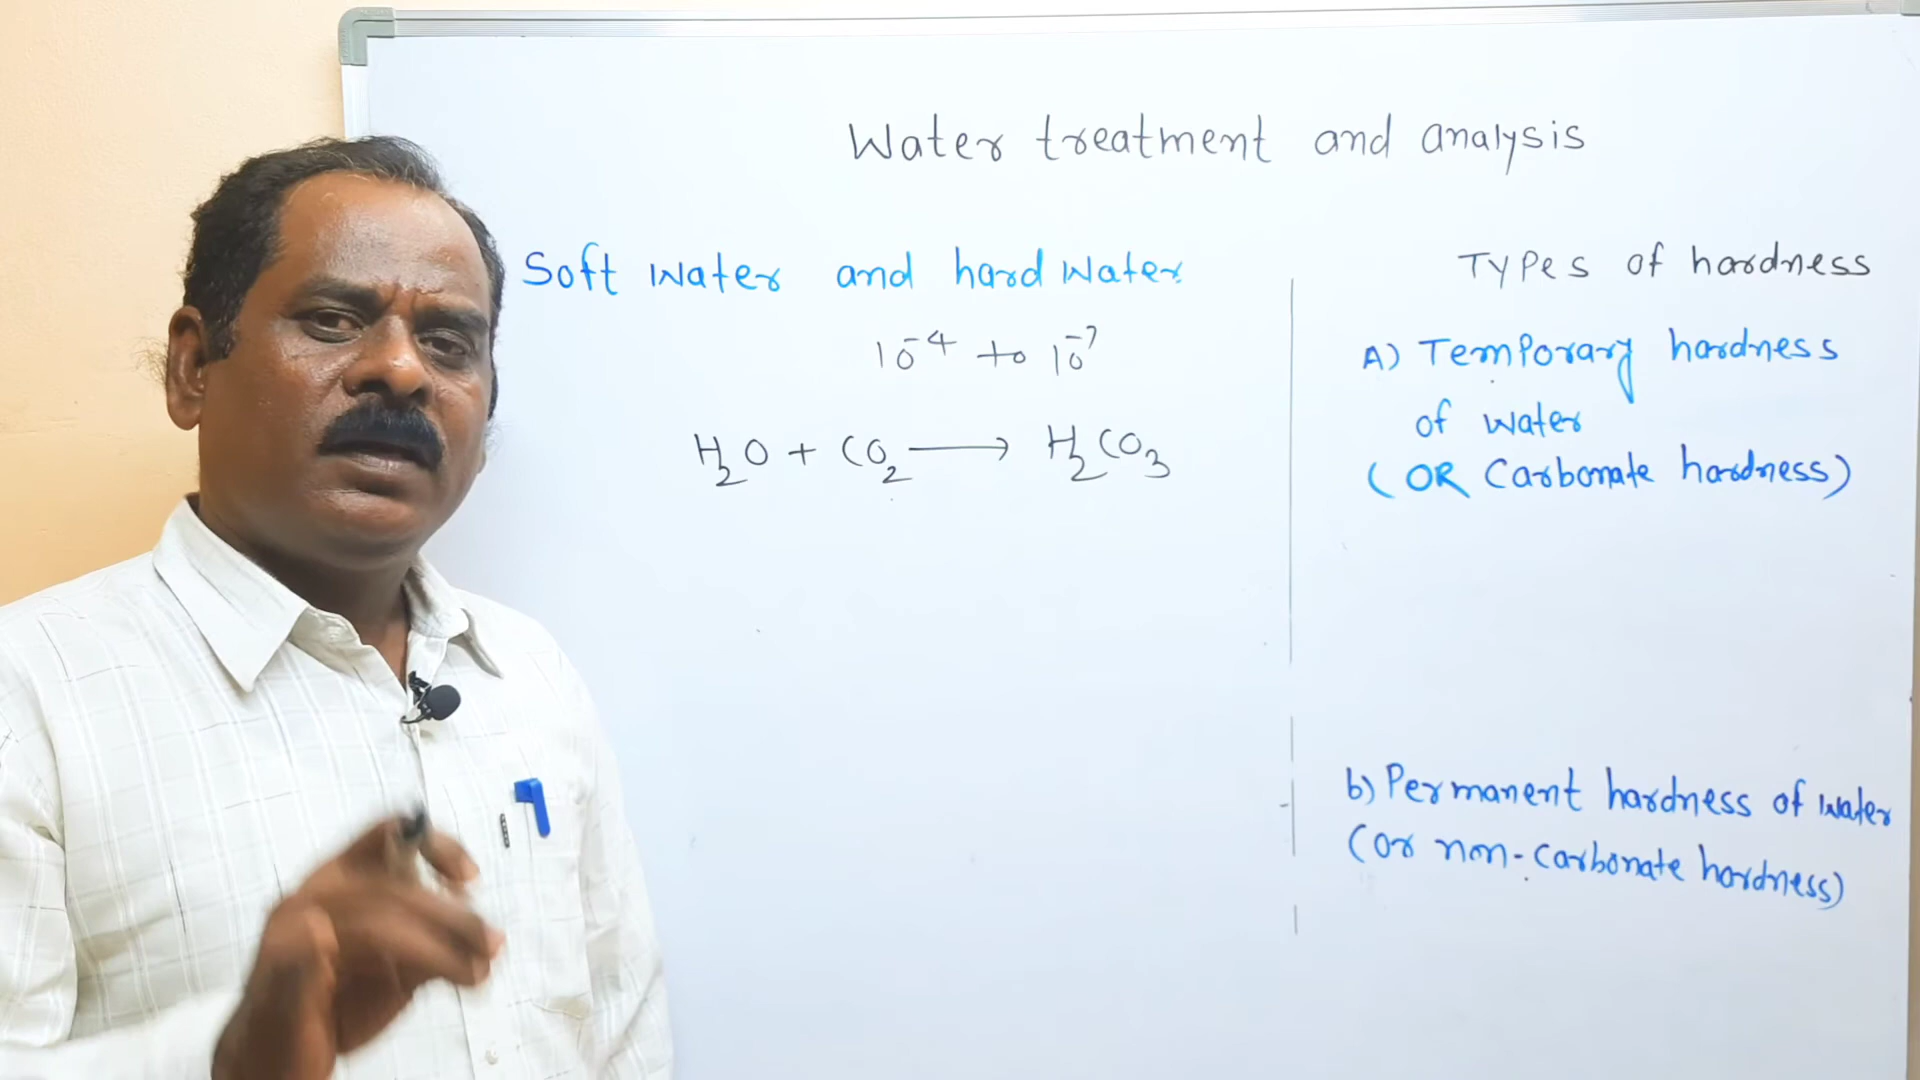 Water treatment and analysis
Soft water and hard water
10⁻⁴ to 10⁻⁷
H₂O + CO₂ ⟶ H₂CO₃
Types of hardness
A) Temporary hardness
of water
(OR Carbonate hardness)
b) Permanent hardness of water
(or non-carbonate hardness)